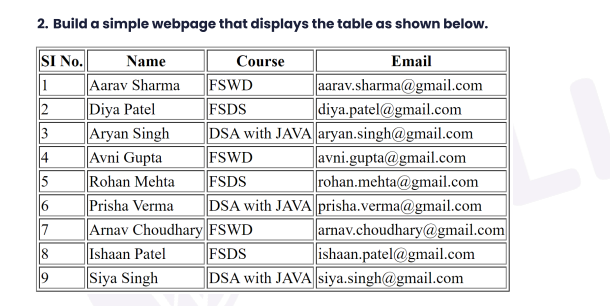 2. Build a simple webpage that displays the table as shown below.
SI No. Name Course Email
1 Aarav Sharma FSWD aarav.sharma@gmail.com
2 Diya Patel FSDS diya.patel@gmail.com
3 Aryan Singh DSA with JAVA aryan.singh@gmail.com
4 Avni Gupta FSWD avni.gupta@gmail.com
5 Rohan Mehta FSDS rohan.mehta@gmail.com
6 Prisha Verma DSA with JAVA prisha.verma@gmail.com
7 Arnav Choudhary FSWD arnav.choudhary@gmail.com
8 Ishaan Patel FSDS ishaan.patel@gmail.com
9 Siya Singh DSA with JAVA siya.singh@gmail.com